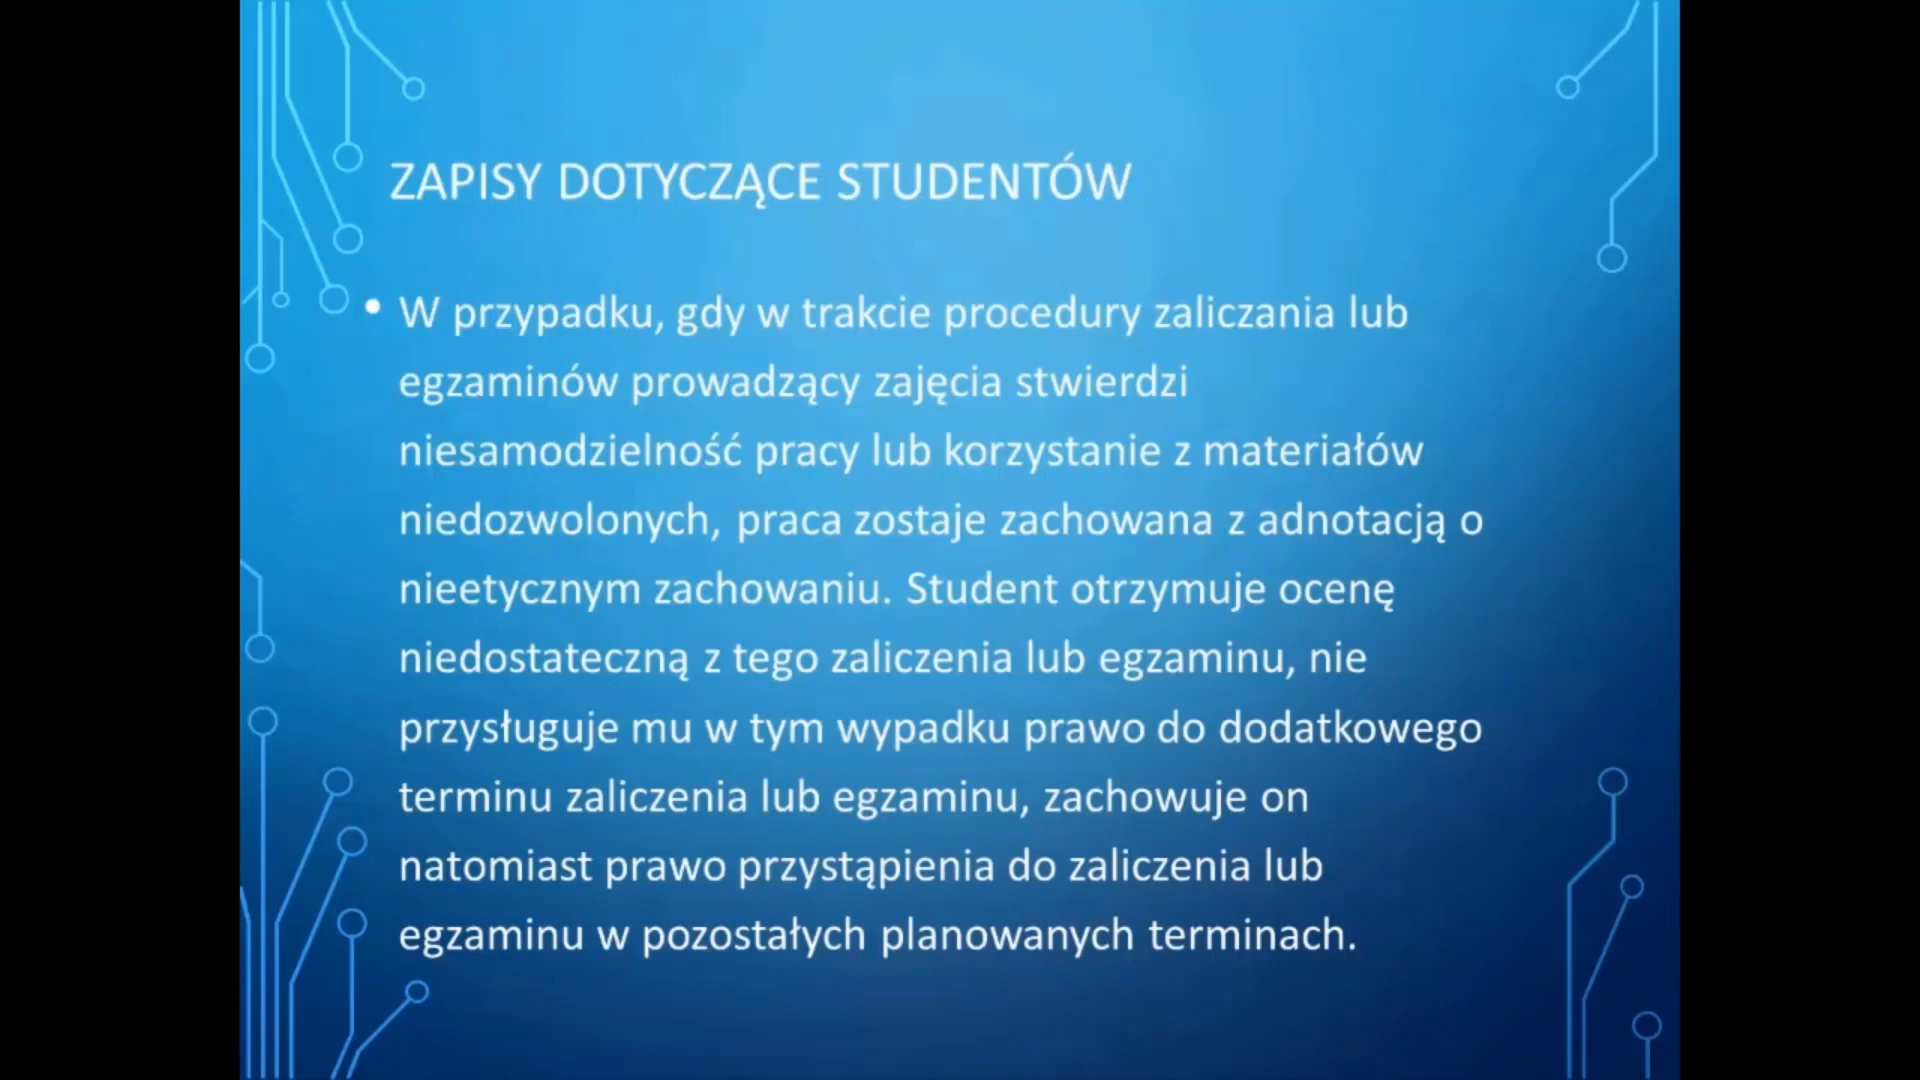 ZAPISY DOTYCZĄCE STUDENTÓW
• W przypadku, gdy w trakcie procedury zaliczania lub
egzaminów prowadzący zajęcia stwierdzi
niesamodzielność pracy lub korzystanie z materiałów
niedozwolonych, praca zostaje zachowana z adnotacją o
nieetycznym zachowaniu. Student otrzymuje ocenę
niedostateczną z tego zaliczenia lub egzaminu, nie
przysługuje mu w tym wypadku prawo do dodatkowego
terminu zaliczenia lub egzaminu, zachowuje on
natomiast prawo przystąpienia do zaliczenia lub
egzaminu w pozostałych planowanych terminach.